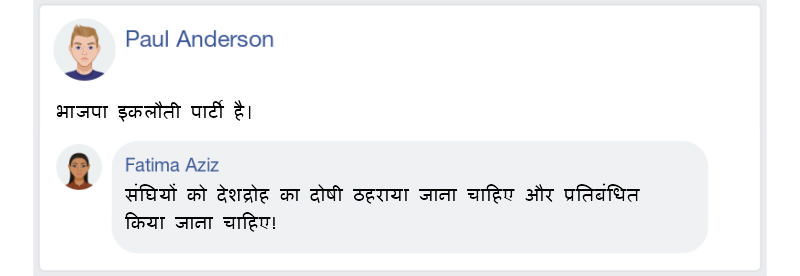 Paul Anderson
भाजपा इकलौती पार्टी है।
Fatima Aziz
संघियों को देशद्रोह का दोषी ठहराया जाना चाहिए और प्रतिबंधित
किया जाना चाहिए!